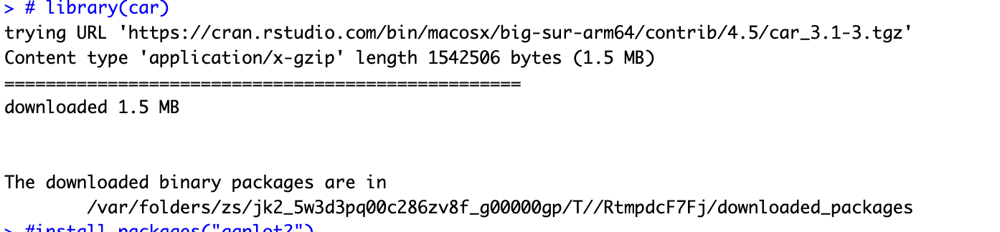 > # library(car)
trying URL 'https://cran.rstudio.com/bin/macosx/big-sur-arm64/contrib/4.5/car_3.1-3.tgz'
Content type 'application/x-gzip' length 1542506 bytes (1.5 MB)
==================================================
downloaded 1.5 MB
The downloaded binary packages are in
	/var/folders/zs/jk2_5w3d3pq00c286zv8f_g00000gp/T//RtmpdcF7Fj/downloaded_packages
> #install.packages("ggplot2")